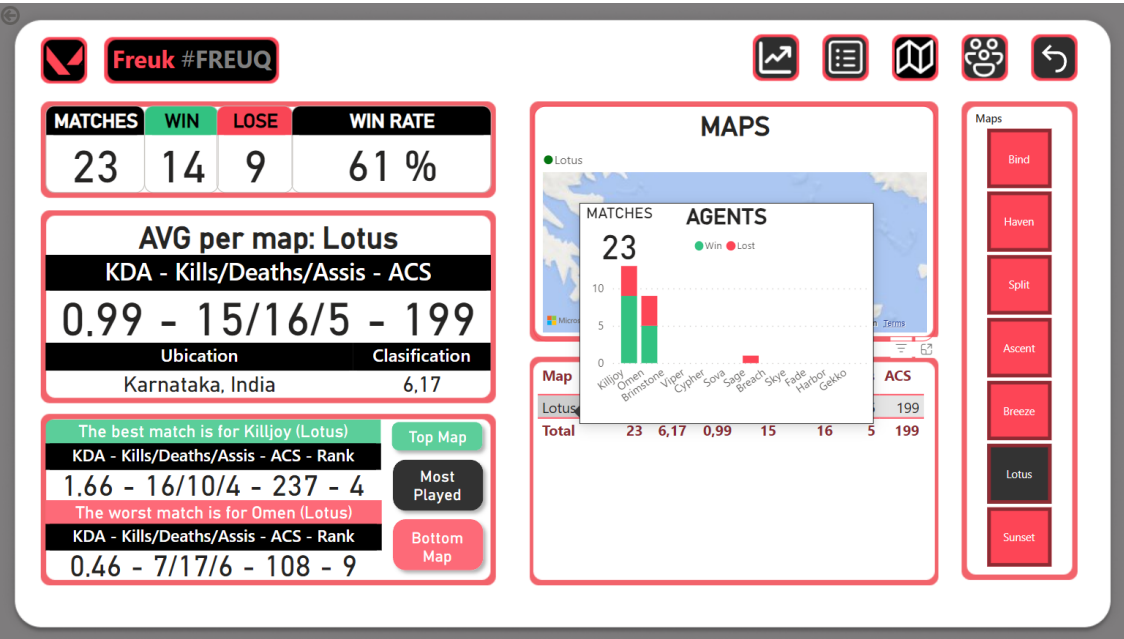 Freuk #FREUQ
MATCHES WIN LOSE WIN RATE
23 14 9 61 %
AVG per map: Lotus
KDA - Kills/Deaths/Assis - ACS
0,99 - 15/16/5 - 199
Ubication Clasification
Karnataka, India 6,17
The best match is for Killjoy (Lotus)
KDA - Kills/Deaths/Assis - ACS - Rank
1.66 - 16/10/4 - 237 - 4
The worst match is for Omen (Lotus)
KDA - Kills/Deaths/Assis - ACS - Rank
0.46 - 7/17/6 - 108 - 9
Top Map
Most
Played
Bottom
Map
MAPS
Lotus
MATCHES AGENTS
23
Win Lost
10
5
0
Killjoy
Omen
Brimstone
Viper
Cypher
Sova
Sage
Breach
Skye
Fade
Harbor
Gekko
Terms
Map ACS
Lotus 199
Total 23 6,17 0,99 15 16 5 199
Maps
Bind
Haven
Split
Ascent
Breeze
Lotus
Sunset